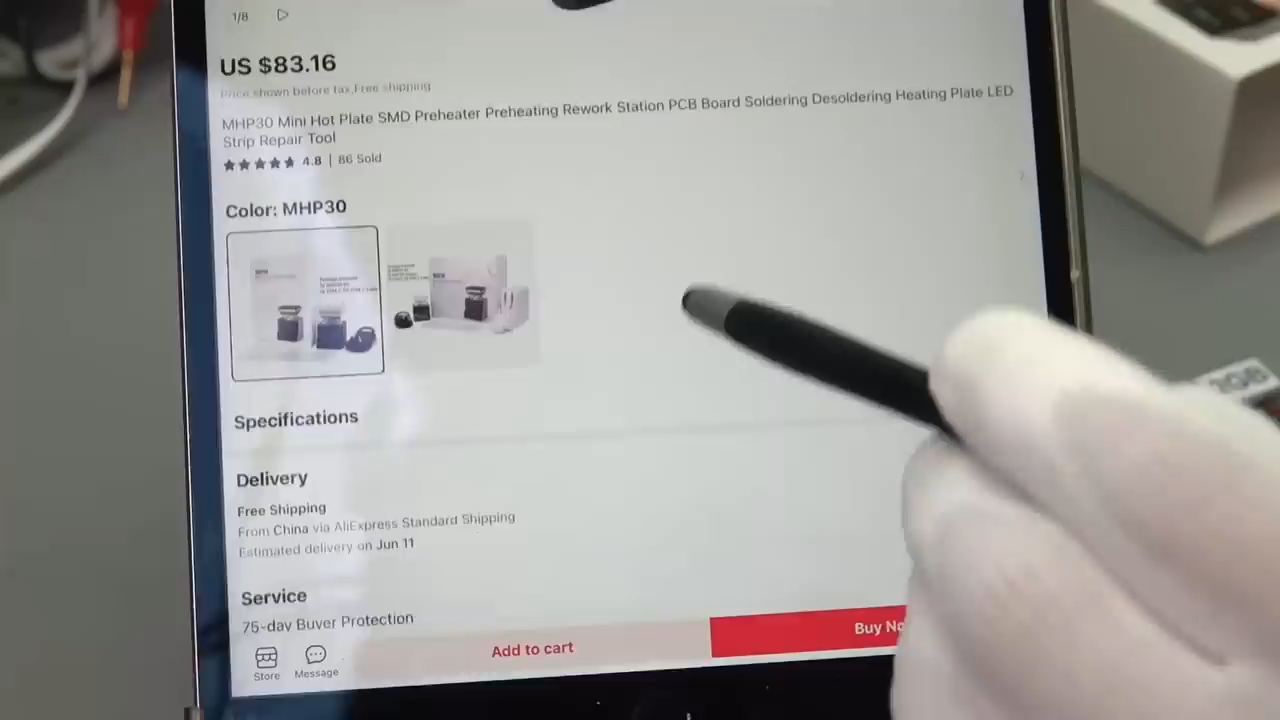 1/8
US $83.16
Price shown before tax,Free shipping
MHP30 Mini Hot Plate SMD Preheater Preheating Rework Station PCB Board Soldering Desoldering Heating Plate LED
Strip Repair Tool
4.8 | 86 Sold
Color: MHP30
Specifications
Delivery
Free Shipping
From China via AliExpress Standard Shipping
Estimated delivery on Jun 11
Service
75-day Buyer Protection
Store
Message
Add to cart
Buy No